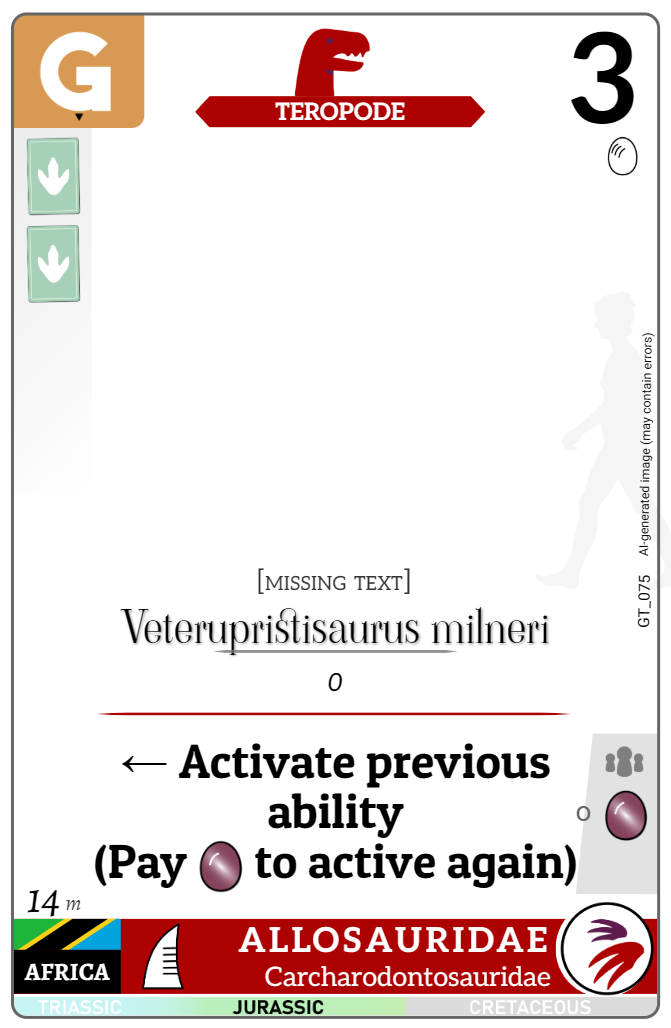 G
TEROPODE
3
AI-generated image (may contain errors)
GT_075
[MISSING TEXT]
Veterupristisaurus milneri
0
← Activate previous
ability
(Pay to active again)
0
14 m
AFRICA
ALLOSAURIDAE
Carcharodontosauridae
TRIASSIC JURASSIC CRETACEOUS